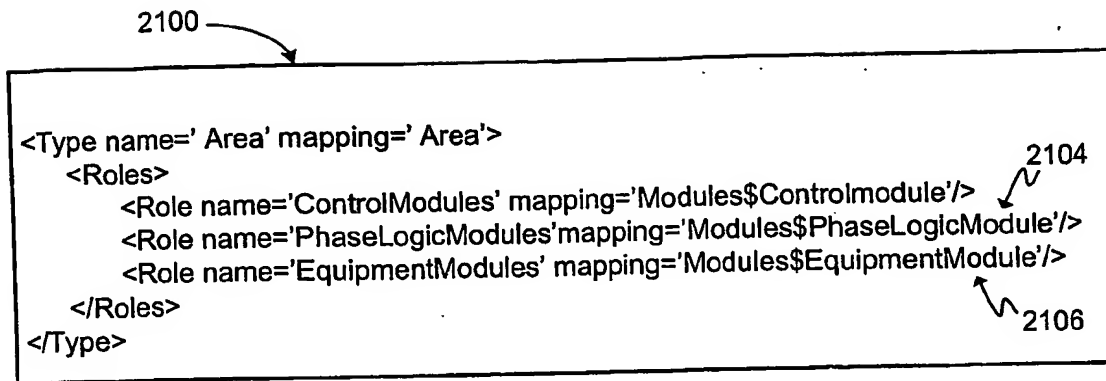 2100
<Type name=' Area' mapping=' Area'>
<Roles>
2104
<Role name='ControlModules' mapping='Modules$Controlmodule'/>
<Role name='PhaseLogicModules'mapping='Modules$PhaseLogicModule'/>
<Role name='EquipmentModules' mapping='Modules$EquipmentModule'/>
</Roles>
2106
</Type>